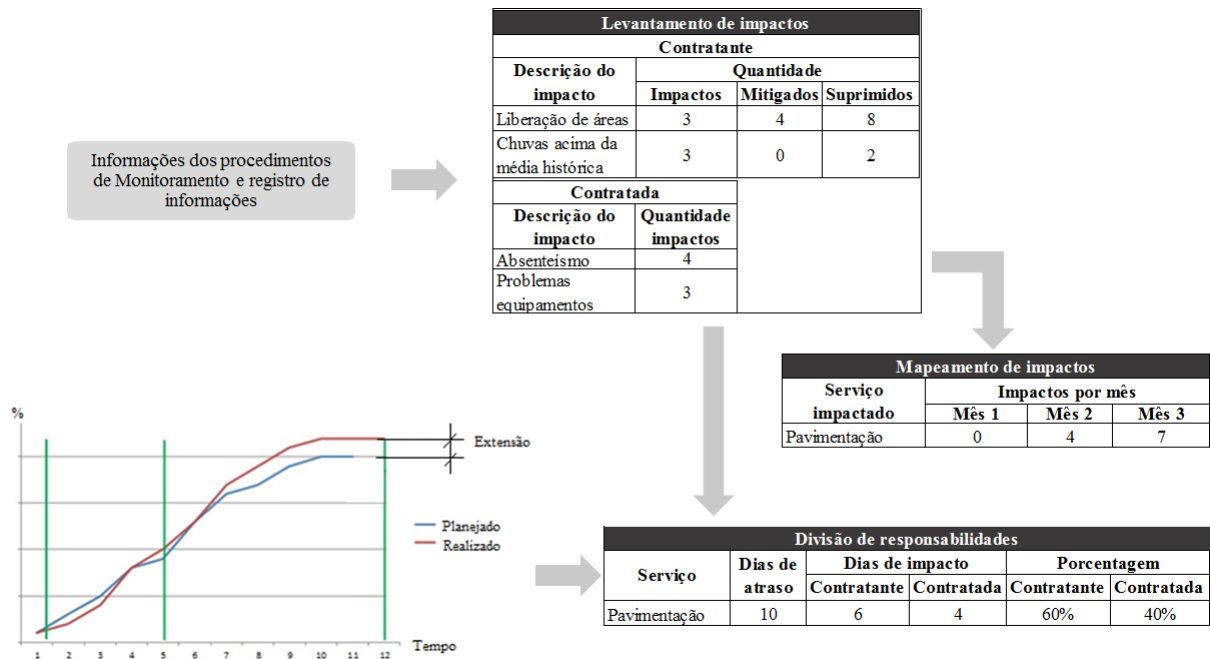 Levantamento de impactos
Contratante
Descrição do impacto
Quantidade
Impactos Mitigados Suprimidos
Liberação de áreas 3 4 8
Chuvas acima da média histórica 3 0 2
Contratada
Descrição do impacto
Quantidade impactos
Absenteísmo 4
Problemas equipamentos 3
Informações dos procedimentos
de Monitoramento e registro de
informações
Mapeamento de impactos
Serviço impactado
Impactos por mês
Mês 1 Mês 2 Mês 3
Pavimentação 0 4 7
%
Extensão
Planejado
Realizado
Tempo
1 2 3 4 5 6 7 8 9 10 11 12
Divisão de responsabilidades
Serviço
Dias de atraso
Dias de impacto
Porcentagem
Contratante Contratada Contratante Contratada
Pavimentação 10 6 4 60% 40%